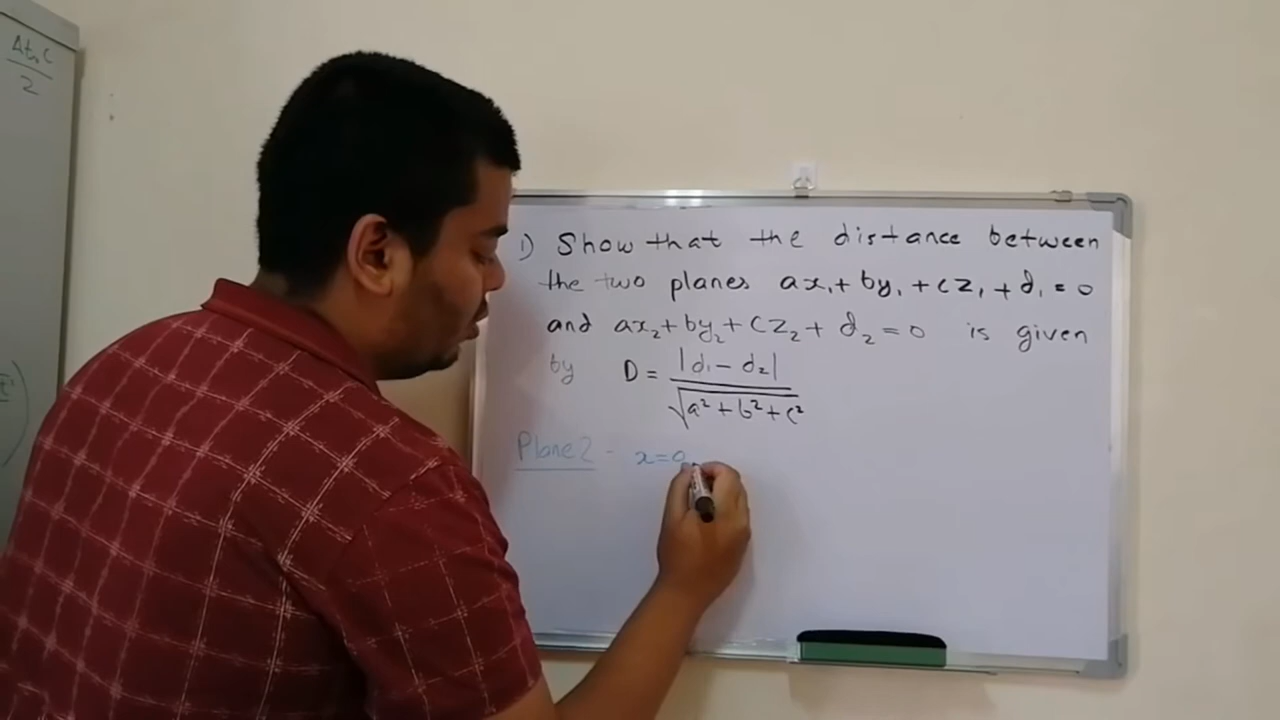 1) Show that the distance between
the two planes ax₁ + by₁ + cz₁ + d₁ = 0
and ax₂ + by₂ + cz₂ + d₂ = 0 is given
by D = |d₁ - d₂| / √a² + b² + c²
Plane 2 - x=0